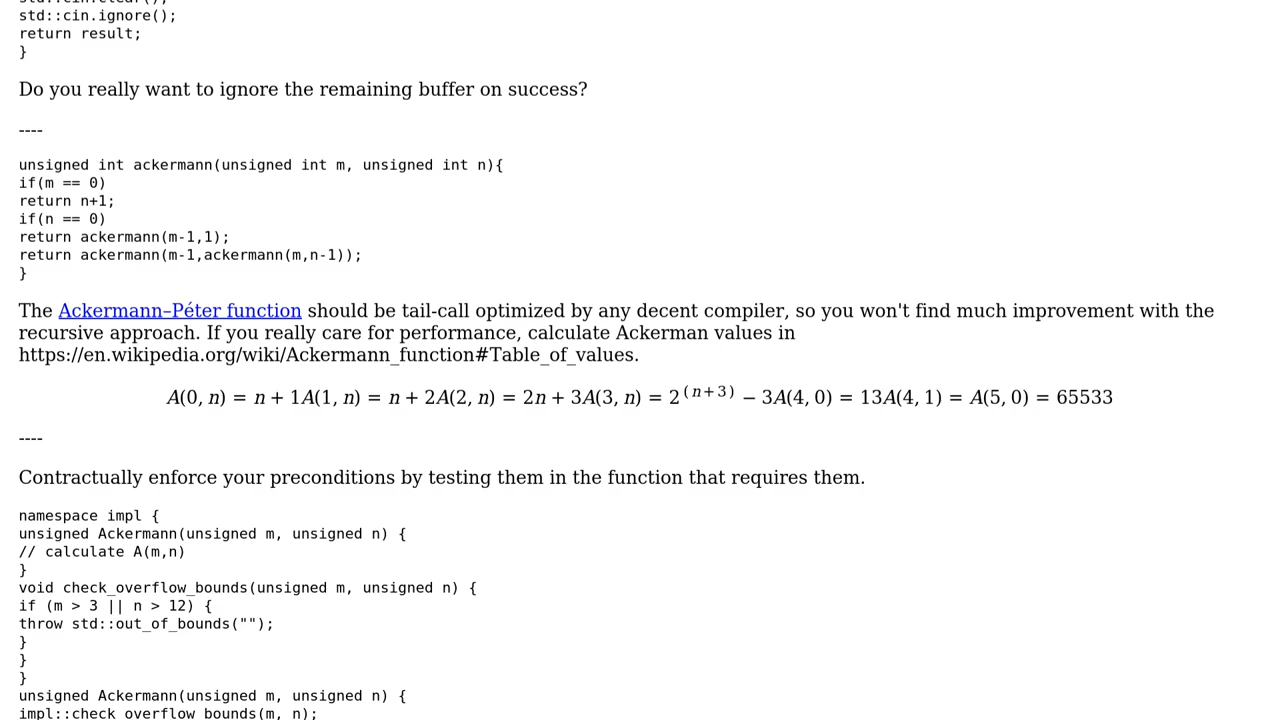 std::cin.clear();
std::cin.ignore();
return result;
}
Do you really want to ignore the remaining buffer on success?
----
unsigned int ackermann(unsigned int m, unsigned int n){
if(m == 0)
return n+1;
if(n == 0)
return ackermann(m-1,1);
return ackermann(m-1,ackermann(m,n-1));
}
The Ackermann–Péter function should be tail-call optimized by any decent compiler, so you won't find much improvement with the
recursive approach. If you really care for performance, calculate Ackerman values in
https://en.wikipedia.org/wiki/Ackermann_function#Table_of_values.
A(0, n) = n + 1A(1, n) = n + 2A(2, n) = 2n + 3A(3, n) = 2^(n+3) − 3A(4, 0) = 13A(4, 1) = A(5, 0) = 65533
----
Contractually enforce your preconditions by testing them in the function that requires them.
namespace impl {
unsigned Ackermann(unsigned m, unsigned n) {
// calculate A(m,n)
}
void check_overflow_bounds(unsigned m, unsigned n) {
if (m > 3 || n > 12) {
throw std::out_of_bounds("");
}
}
}
unsigned Ackermann(unsigned m, unsigned n) {
impl::check_overflow_bounds(m, n);